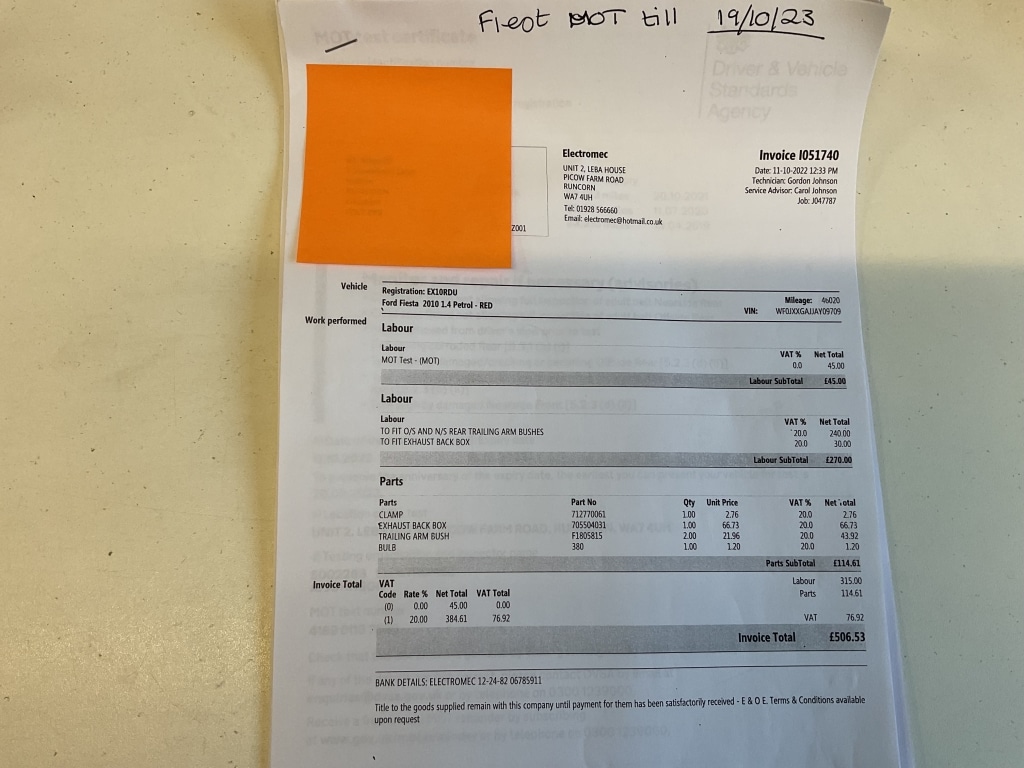 Fleet MOT till 19/10/23
Driver & Vehicle
Standards
Agency
Z001
Electromec
UNIT 2, LEBA HOUSE
PICOW FARM ROAD
RUNCORN
WA7 4UH
Tel: 01928 566660
Email: electromec@hotmail.co.uk
Invoice I051740
Date: 11-10-2022 12:33 PM
Technician: Gordon Johnson
Service Advisor: Carol Johnson
Job: J047787
Vehicle
Registration: EX10RDU
Ford Fiesta 2010 1.4 Petrol - RED
Mileage: 46020
VIN: WF0JXXGAJJAY09709
Work performed
Labour
Labour VAT % Net Total
MOT Test - (MOT) 0.0 45.00
Labour SubTotal £45.00
Labour
Labour VAT % Net Total
TO FIT O/S AND N/S REAR TRAILING ARM BUSHES 20.0 240.00
TO FIT EXHAUST BACK BOX 20.0 30.00
Labour SubTotal £270.00
Parts
Parts Part No Qty Unit Price VAT % Net Total
CLAMP 712770061 1.00 2.76 20.0 2.76
EXHAUST BACK BOX 705504031 1.00 66.73 20.0 66.73
TRAILING ARM BUSH F1805815 2.00 21.96 20.0 43.92
BULB 380 1.00 1.20 20.0 1.20
Parts SubTotal £114.61
Invoice Total
VAT
Code Rate % Net Total VAT Total
(0) 0.00 45.00 0.00
(1) 20.00 384.61 76.92
Labour 315.00
Parts 114.61
VAT 76.92
Invoice Total £506.53
BANK DETAILS: ELECTROMEC 12-24-82 06785911
Title to the goods supplied remain with this company until payment for them has been satisfactorily received - E & O E. Terms & Conditions available
upon request